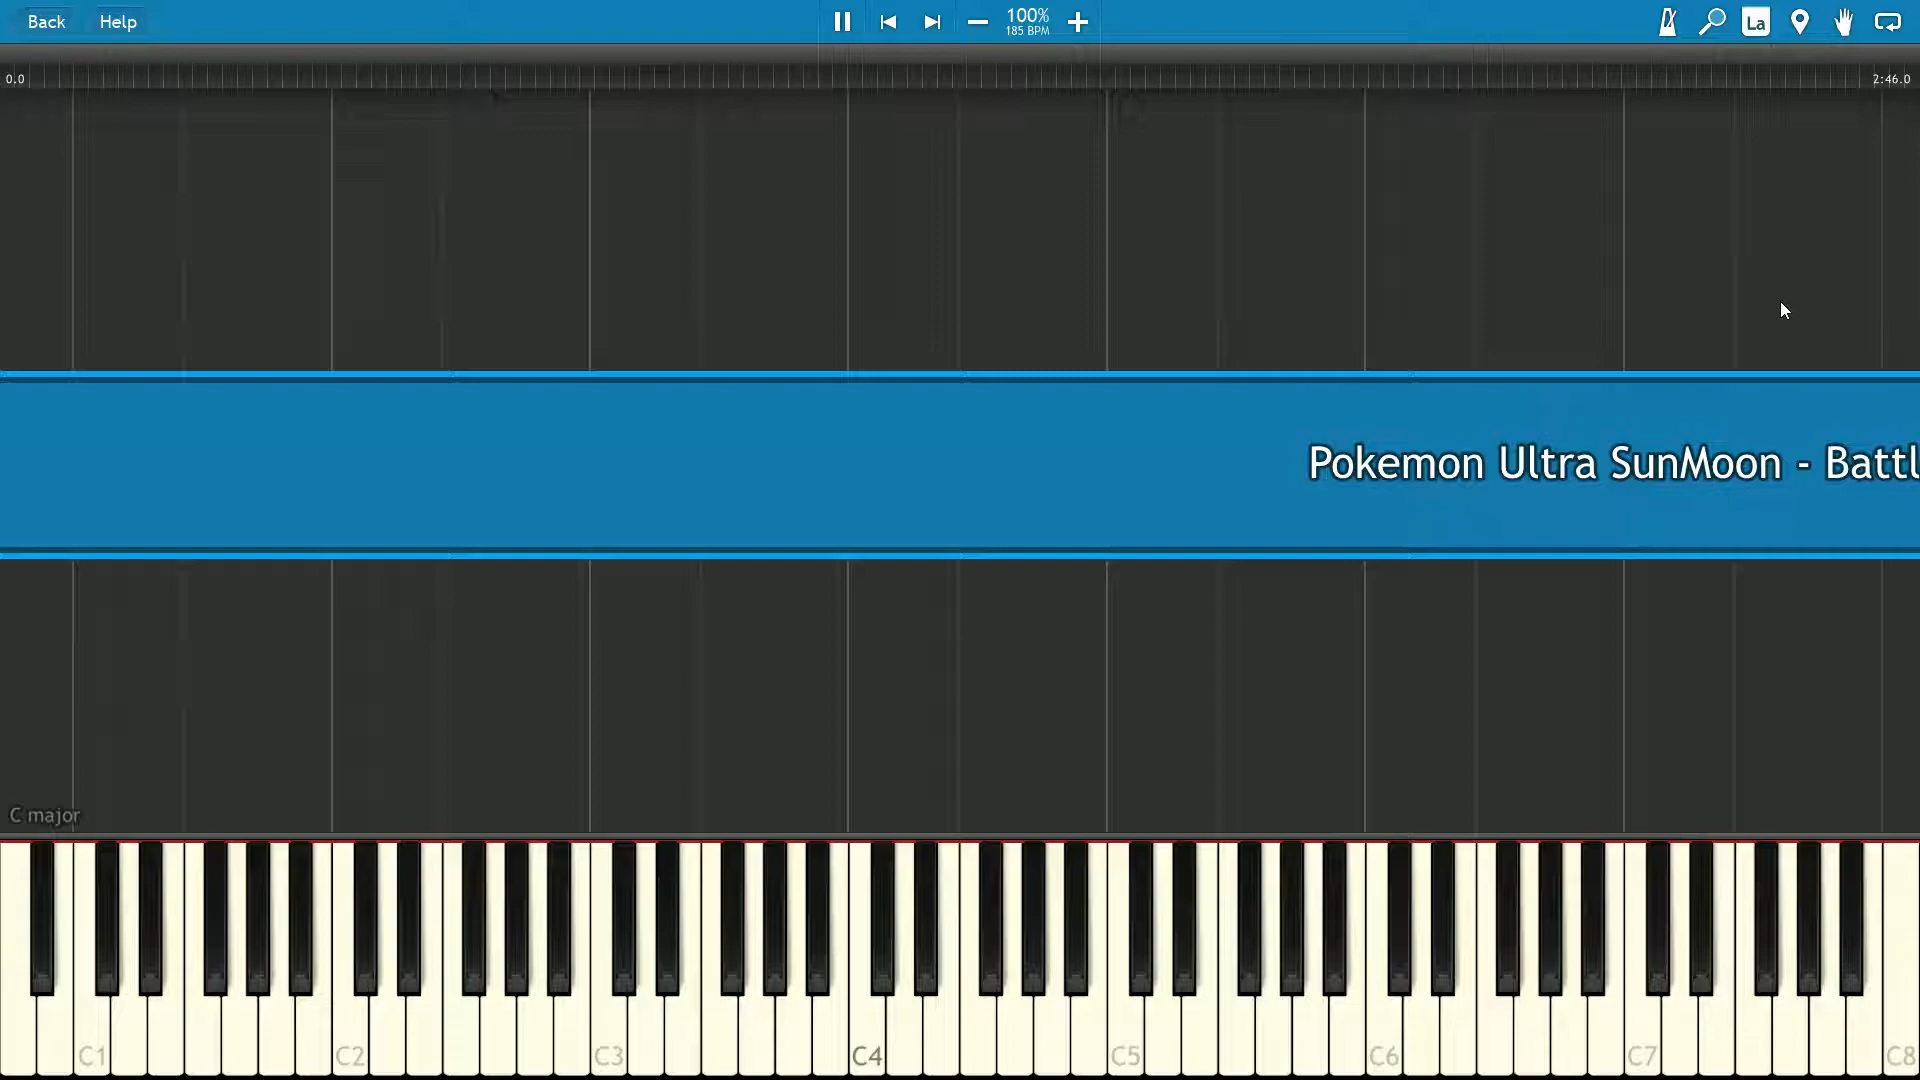 Back Help 100% La
185 BPM
0.0 2:46.0
Pokemon Ultra SunMoon - Battl
C major
C1 C2 C3 C4 C5 C6 C7 C8